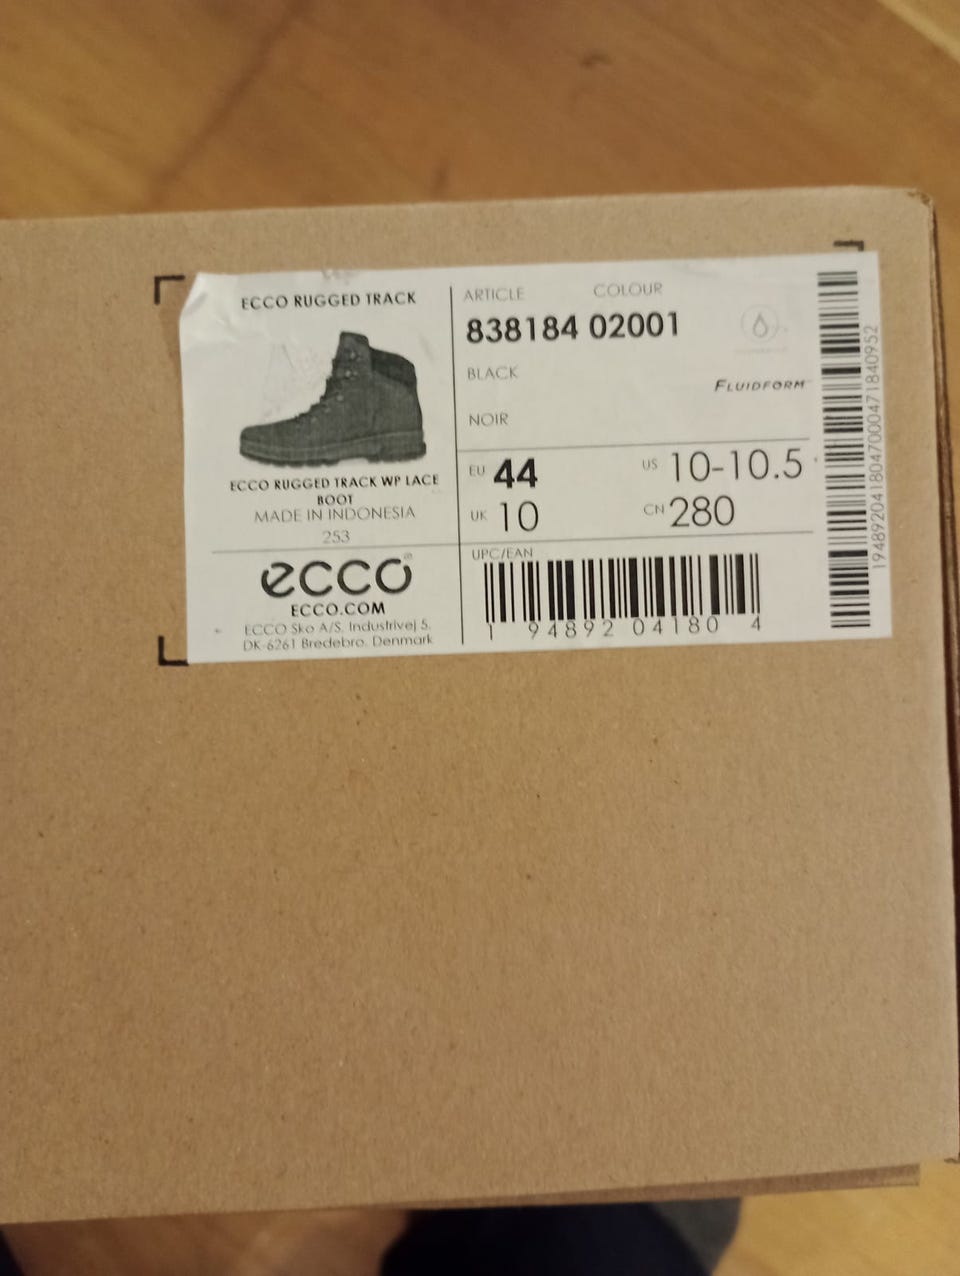 ECCO RUGGED TRACK
ECCO RUGGED TRACK WP LACE
BOOT
MADE IN INDONESIA
253
ecco®
ECCO.COM
ECCO Sko A/S. Industrivej 5.
DK-6261 Bredebro. Denmark
ARTICLE COLOUR
838184 02001
BLACK
FLUIDFORM
NOIR
EU 44 US 10-10.5
UK 10 CN 280
UPC/EAN
1 94892 04180 4
1948920418047000471840952